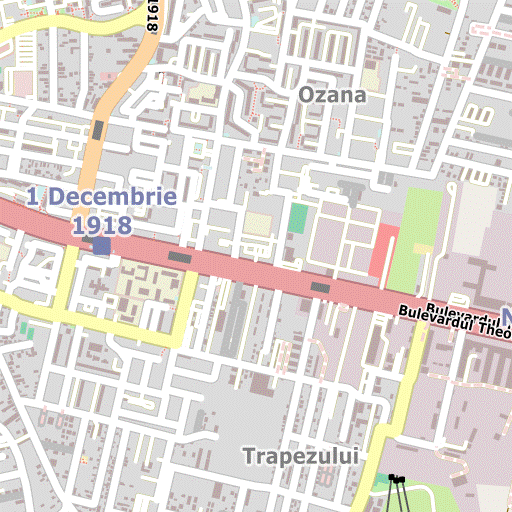 1918
Ozana
1 Decembrie
1918
N
Bulevardul
Bulevardul Theo
Trapezului